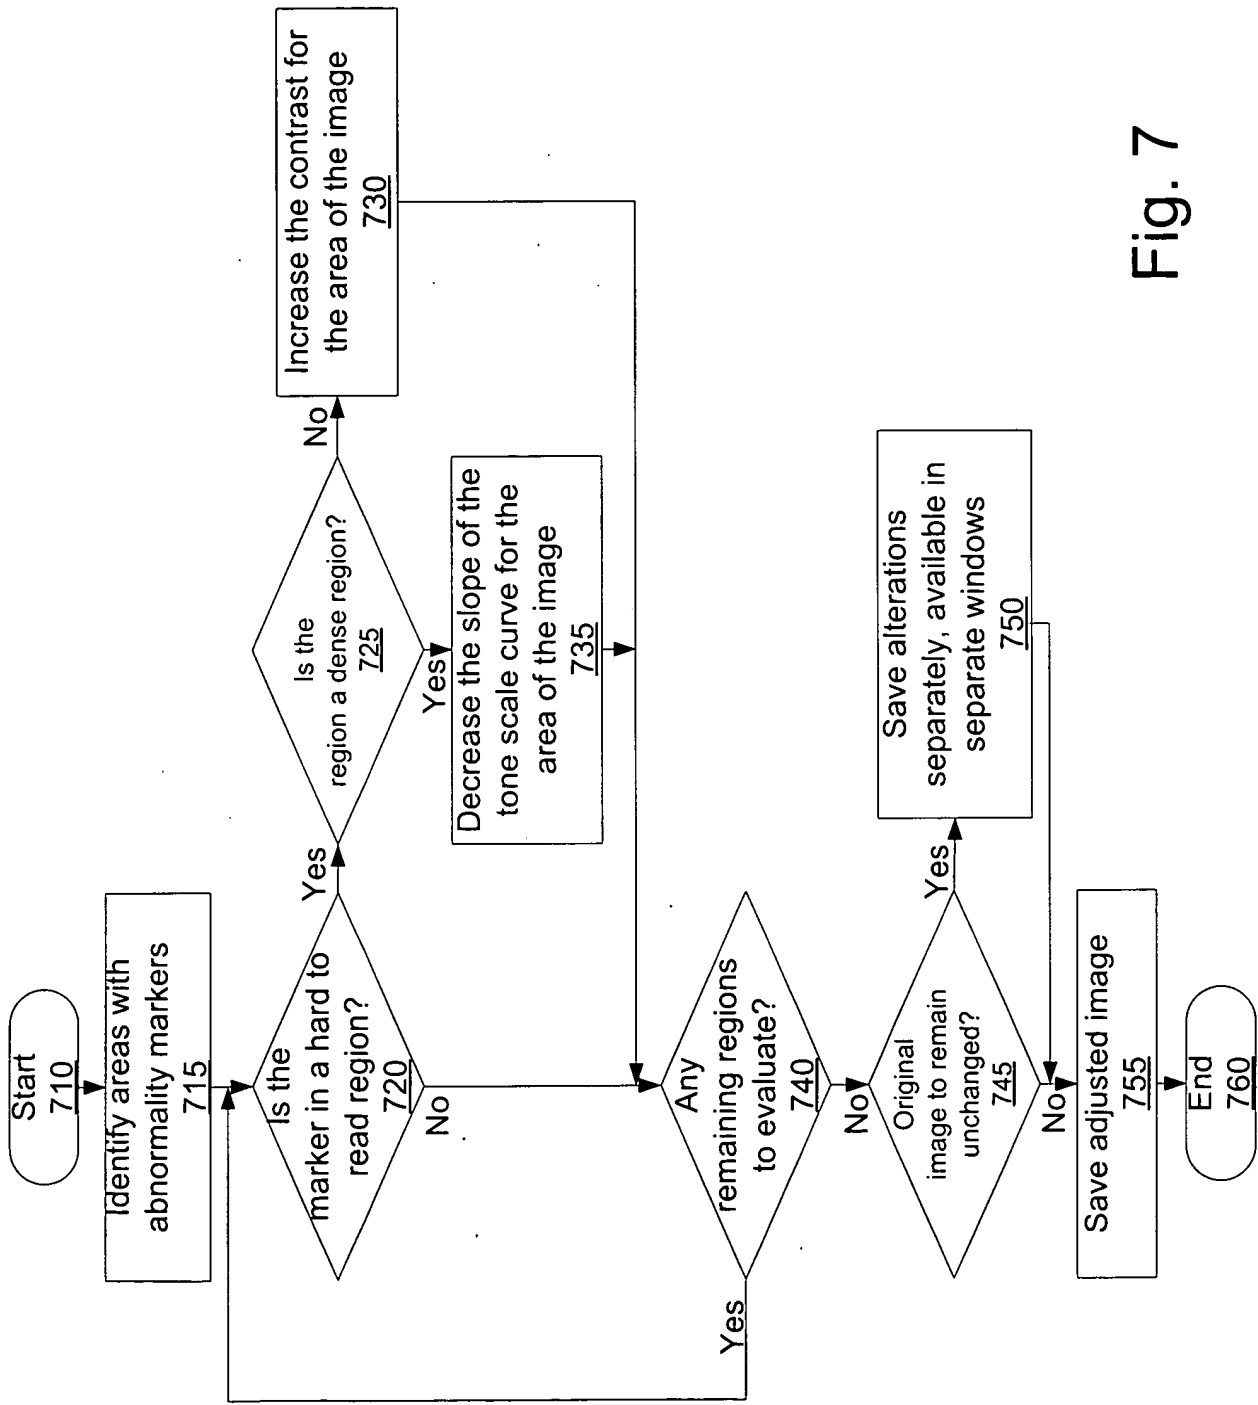 Start
710
Identify areas with
abnormality markers
715
Is the
marker in a hard to
read region?
720
Yes
No
Is the
region a dense region?
725
No
Yes
Increase the contrast for
the area of the image
730
Decrease the slope of the
tone scale curve for the
area of the image
735
Any
remaining regions
to evaluate?
740
Yes
No
Original
image to remain
unchanged?
745
Yes
No
Save alterations
separately, available in
separate windows
750
Save adjusted image
755
End
760
Fig. 7